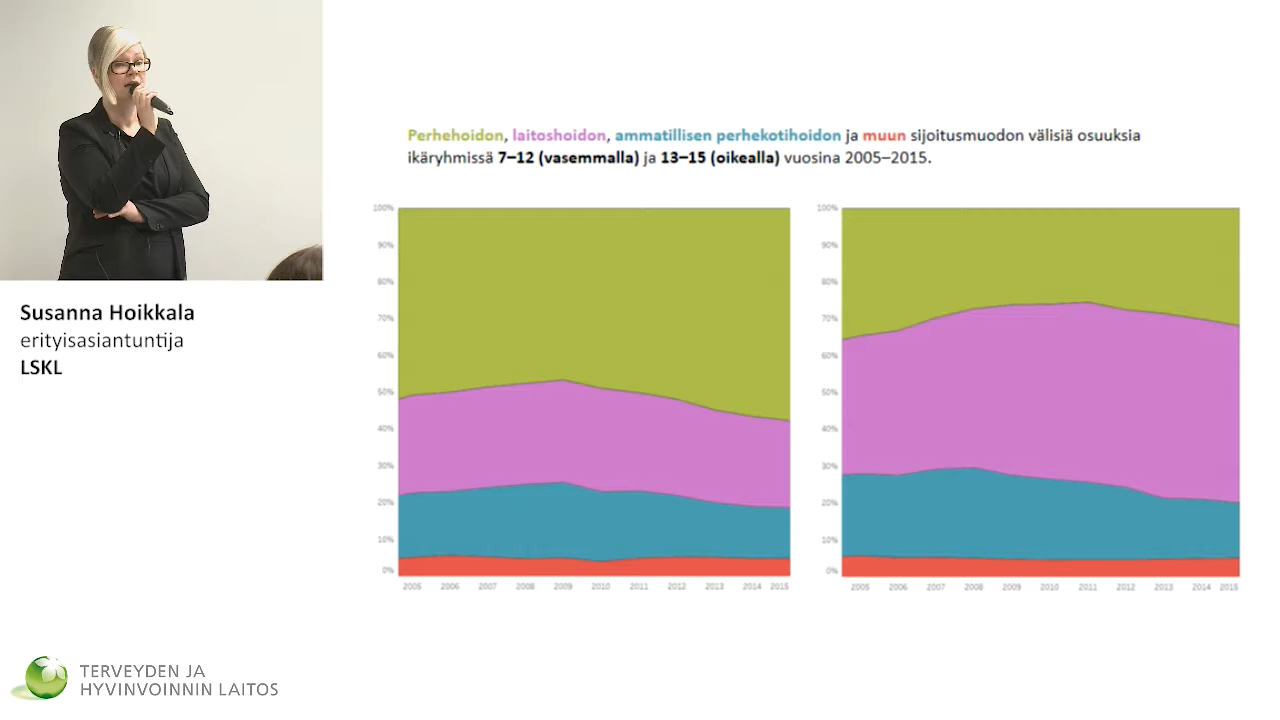 Perhehoidon, laitoshoidon, ammatillisen perhekotihoidon ja muun sijoitusmuodon välisiä osuuksia
ikäryhmissä 7–12 (vasemmalla) ja 13–15 (oikealla) vuosina 2005–2015.
100%
90%
80%
70%
60%
50%
40%
30%
20%
10%
0%
2005 2006 2007 2008 2009 2010 2011 2012 2013 2014 2015
100%
90%
80%
70%
60%
50%
40%
30%
20%
10%
0%
2005 2006 2007 2008 2009 2010 2011 2012 2013 2014 2015
Susanna Hoikkala
erityisasiantuntija
LSKL
TERVEYDEN JA
HYVINVOINNIN LAITOS